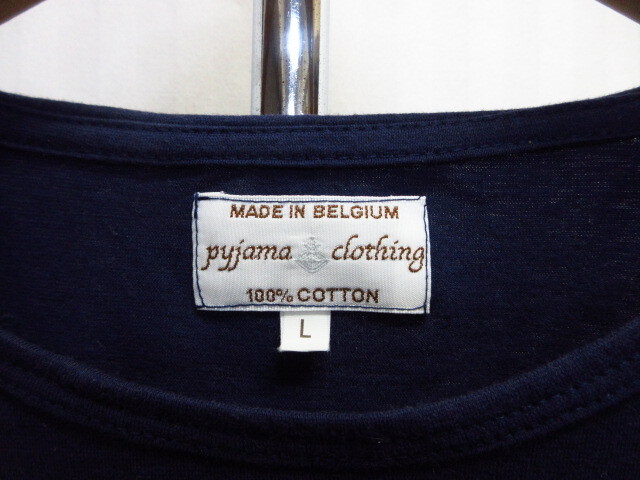 MADE IN BELGIUM
pyjama clothing
100% COTTON
L